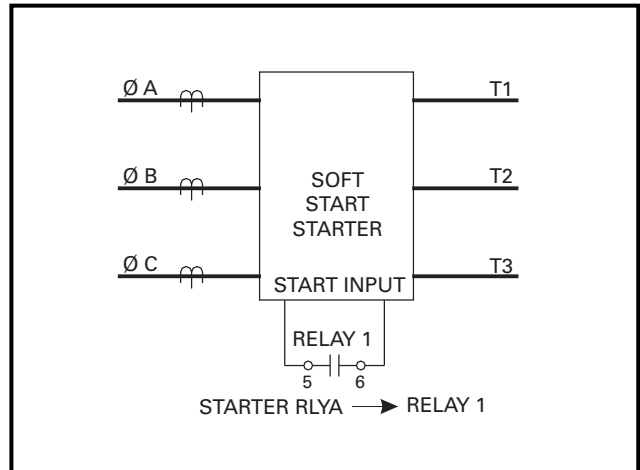 Ø A
T1
Ø B
T2
SOFT
START
STARTER
Ø C
T3
START INPUT
RELAY 1
5 6
STARTER RLYA → RELAY 1